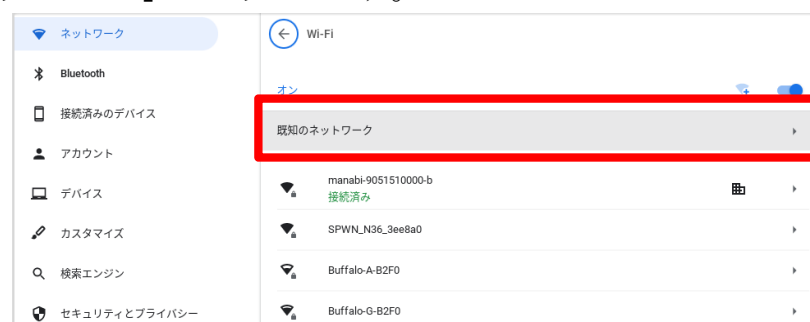 ネットワーク
Bluetooth
接続済みのデバイス
アカウント
デバイス
カスタマイズ
検索エンジン
セキュリティとプライバシー
Wi-Fi
オン
既知のネットワーク
manabi-9051510000-b
接続済み
SPWN_N36_3ee8a0
Buffalo-A-B2F0
Buffalo-G-B2F0